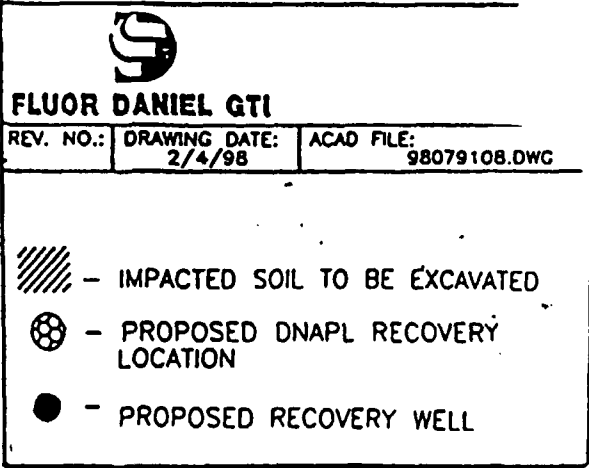 FLUOR DANIEL GTI
REV. NO.: DRAWING DATE: ACAD FILE:
2/4/98 98079108.DWG
- IMPACTED SOIL TO BE EXCAVATED
- PROPOSED DNAPL RECOVERY
LOCATION
- PROPOSED RECOVERY WELL